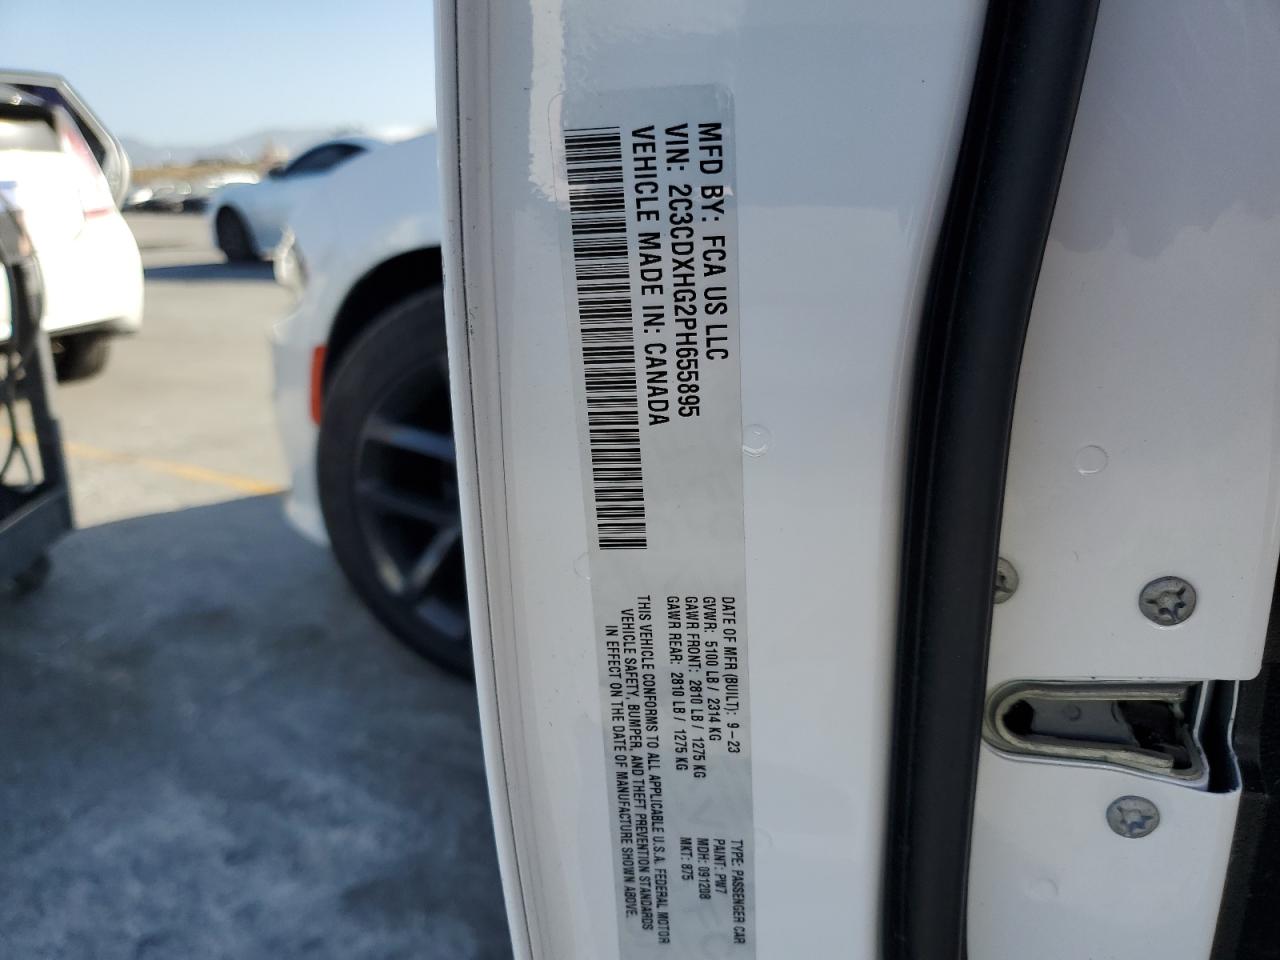 MFD BY: FCA US LLC
VIN: 2C3CDXHG2PH655895
VEHICLE MADE IN: CANADA
DATE OF MFR (BUILT): 9-23
GVWR: 5100 LB / 2314 KG
GAWR FRONT: 2810 LB / 1275 KG
GAWR REAR: 2810 LB / 1275 KG
THIS VEHICLE CONFORMS TO ALL APPLICABLE U.S.A. FEDERAL MOTOR
VEHICLE SAFETY, BUMPER, AND THEFT PREVENTION STANDARDS
IN EFFECT ON THE DATE OF MANUFACTURE SHOWN ABOVE.
TYPE: PASSENGER CAR
PAINT: PW7
MDH: 091208
MKT: 875